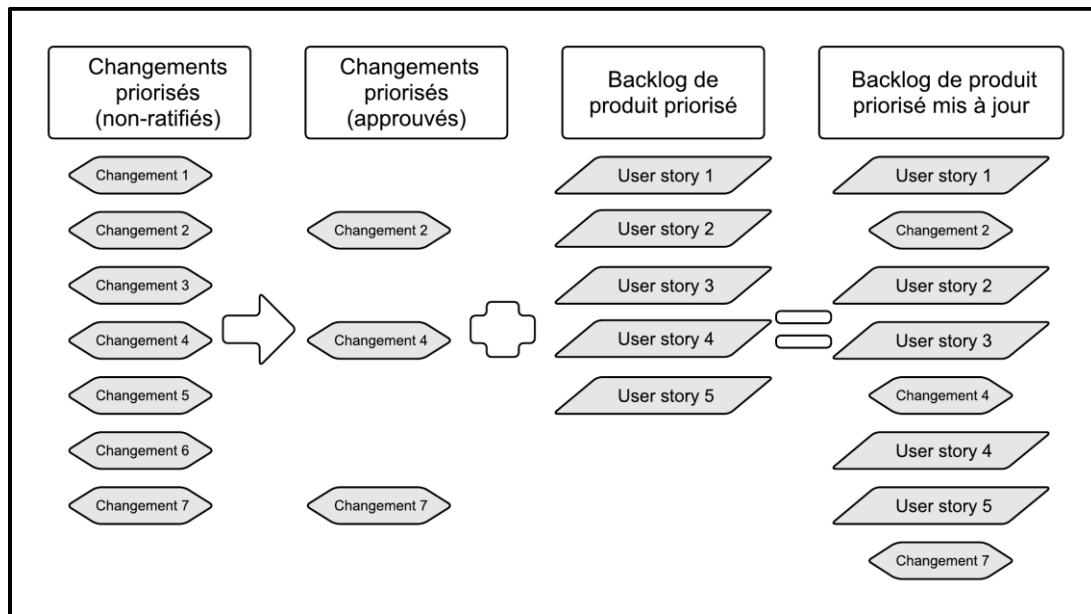 Changements
priorisés
(non-ratifiés)
Changements
priorisés
(approuvés)
Backlog de
produit priorisé
Backlog de produit
priorisé mis à jour
Changement 1
Changement 2
Changement 3
Changement 4
Changement 5
Changement 6
Changement 7
Changement 2
Changement 4
Changement 7
User story 1
User story 2
User story 3
User story 4
User story 5
User story 1
Changement 2
User story 2
User story 3
Changement 4
User story 4
User story 5
Changement 7